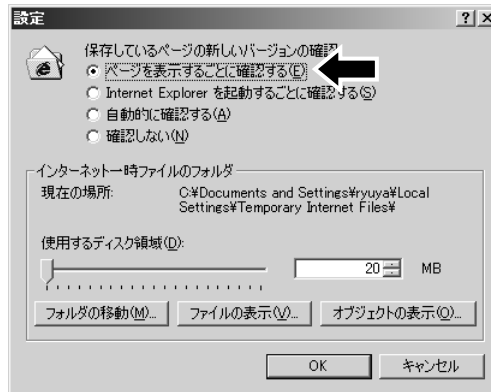 設定
保存しているページの新しいバージョンの確認
ページを表示するごとに確認する(E)
Internet Explorer を起動するごとに確認する(S)
自動的に確認する(A)
確認しない(N)
インターネット一時ファイルのフォルダ
現在の場所: C:¥Documents and Settings¥ryuya¥Local
Settings¥Temporary Internet Files¥
使用するディスク領域(D):
20 MB
フォルダの移動(M)... ファイルの表示(V)... オブジェクトの表示(O)...
OK キャンセル